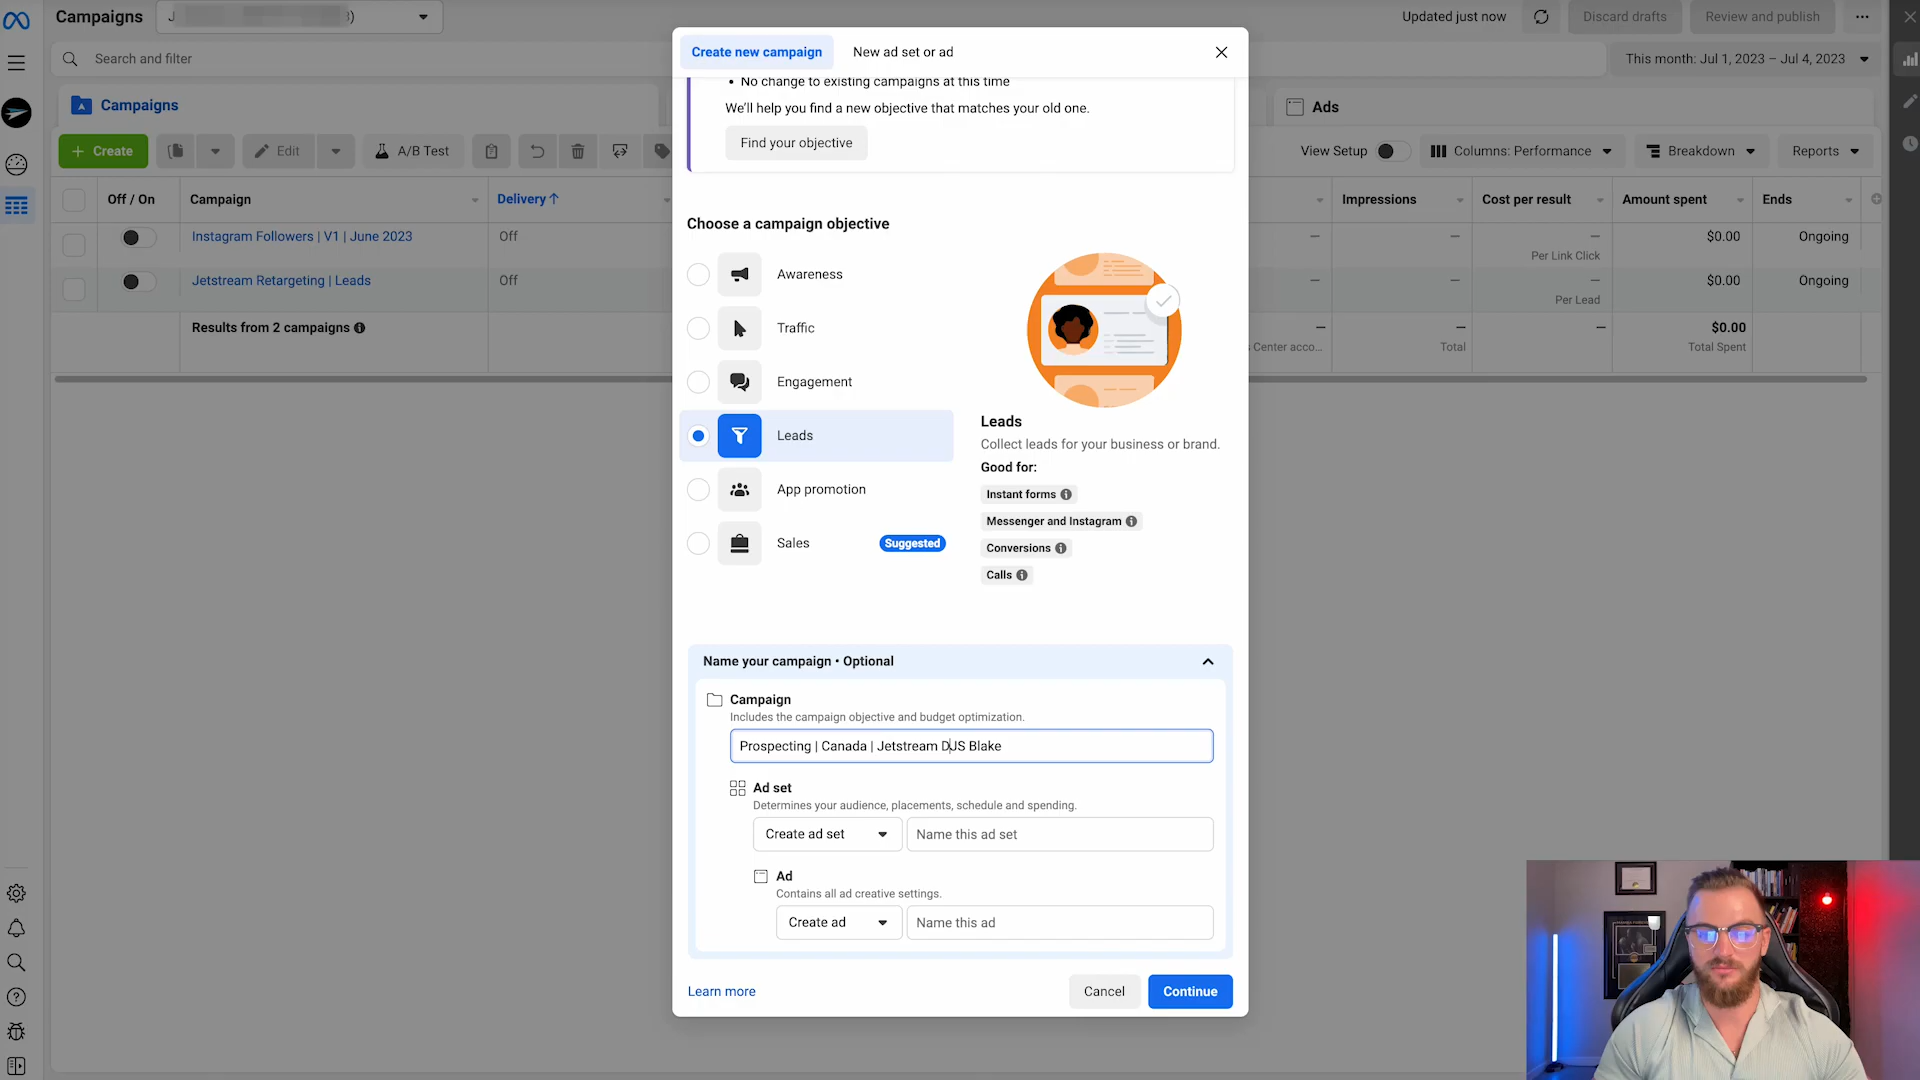 Campaigns
Updated just now
Discard drafts
Review and publish
Search and filter
This month: Jul 1, 2023 – Jul 4, 2023
Campaigns
Ads
+ Create
Edit
A/B Test
View Setup
Columns: Performance
Breakdown
Reports
Off / On
Campaign
Delivery ↑
Impressions
Cost per result
Amount spent
Ends
Instagram Followers | V1 | June 2023
Off
—
—
—
$0.00
Ongoing
Per Link Click
Jetstream Retargeting | Leads
Off
—
—
—
$0.00
Ongoing
Per Lead
Results from 2 campaigns
—
—
—
$0.00
Center acco...
Total
Total Spent
Create new campaign
New ad set or ad
• No change to existing campaigns at this time
We'll help you find a new objective that matches your old one.
Find your objective
Choose a campaign objective
Awareness
Traffic
Engagement
Leads
App promotion
Sales
Suggested
Leads
Collect leads for your business or brand.
Good for:
Instant forms
Messenger and Instagram
Conversions
Calls
Name your campaign • Optional
Campaign
Includes the campaign objective and budget optimization.
Prospecting | Canada | Jetstream DJS Blake
Ad set
Determines your audience, placements, schedule and spending.
Create ad set
Name this ad set
Ad
Contains all ad creative settings.
Create ad
Name this ad
Learn more
Cancel
Continue